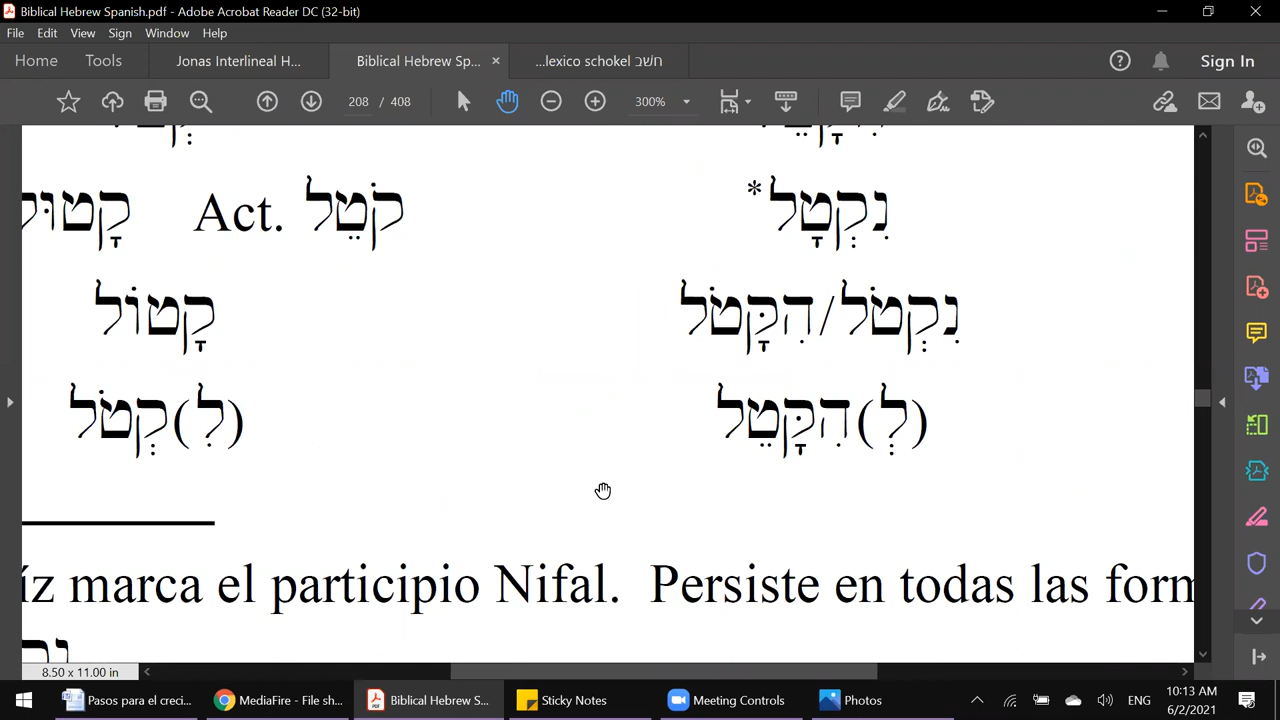 Biblical Hebrew Spanish.pdf - Adobe Acrobat Reader DC (32-bit)
File Edit View Sign Window Help
Home Tools Jonas Interlineal H... Biblical Hebrew Sp... × ...lexico schokel חשׁב Sign In
208 / 408 300%
קָטוּל Act. קֹטֵל נִקְטָל*
קָטוֹל נִקְטֹל/הִקָּטֹל
(לִ)קְטֹל (לְ)הִקָּטֵל
íz marca el participio Nifal. Persiste en todas las form
8.50 x 11.00 in
Pasos para el creci... MediaFire - File sh... Biblical Hebrew S... Sticky Notes Meeting Controls Photos ENG 10:13 AM
6/2/2021